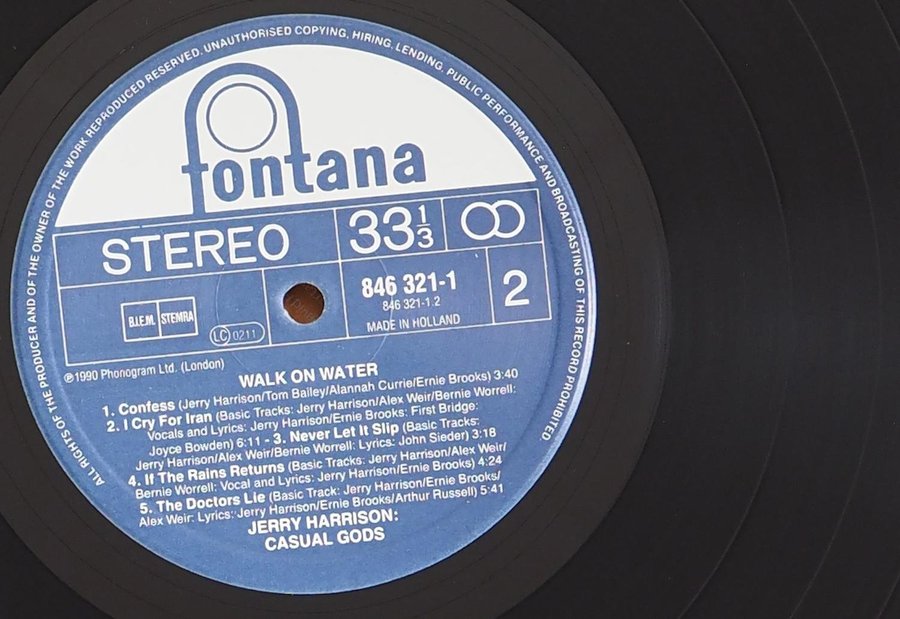 ALL RIGHTS OF THE PRODUCER AND OF THE OWNER OF THE WORK REPRODUCED RESERVED. UNAUTHORISED COPYING, HIRING, LENDING, PUBLIC PERFORMANCE AND BROADCASTING OF THIS RECORD PROHIBITED
fontana
STEREO 33 1/3
B.I.E.M. STEMRA
LC 0211
846 321-1
846 321-1.2
MADE IN HOLLAND
2
℗1990 Phonogram Ltd. (London)
WALK ON WATER
1. Confess (Jerry Harrison/Tom Bailey/Alannah Currie/Ernie Brooks) 3:40
2. I Cry For Iran (Basic Tracks: Jerry Harrison/Alex Weir/Bernie Worrell:
Vocals and Lyrics: Jerry Harrison/Ernie Brooks: First Bridge:
Joyce Bowden) 6:11 - 3. Never Let It Slip (Basic Tracks:
Jerry Harrison/Alex Weir/Bernie Worrell: Lyrics: John Sieder) 3:18
4. If The Rains Returns (Basic Tracks: Jerry Harrison/Alex Weir/
Bernie Worrell: Vocal and Lyrics: Jerry Harrison/Ernie Brooks) 4:24
5. The Doctors Lie (Basic Track: Jerry Harrison/Ernie Brooks/
Alex Weir: Lyrics: Jerry Harrison/Ernie Brooks/Arthur Russell) 5:41
JERRY HARRISON:
CASUAL GODS